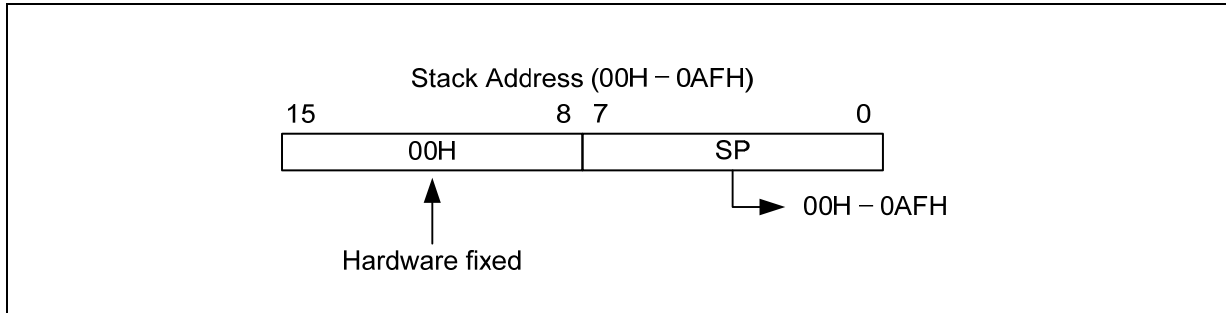 Stack Address (00H – 0AFH)
15 8 7 0
00H SP
00H – 0AFH
Hardware fixed